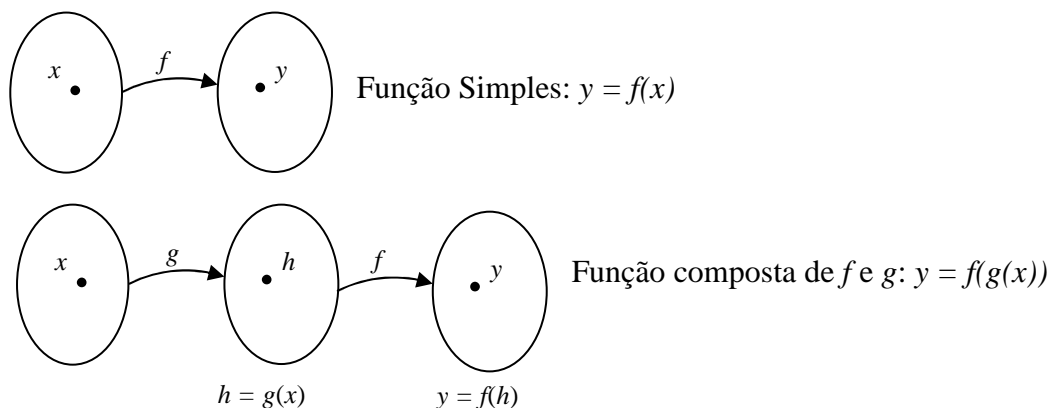 x f y Função Simples: y = f(x)
x g h f y Função composta de f e g: y = f(g(x))
h = g(x) y = f(h)